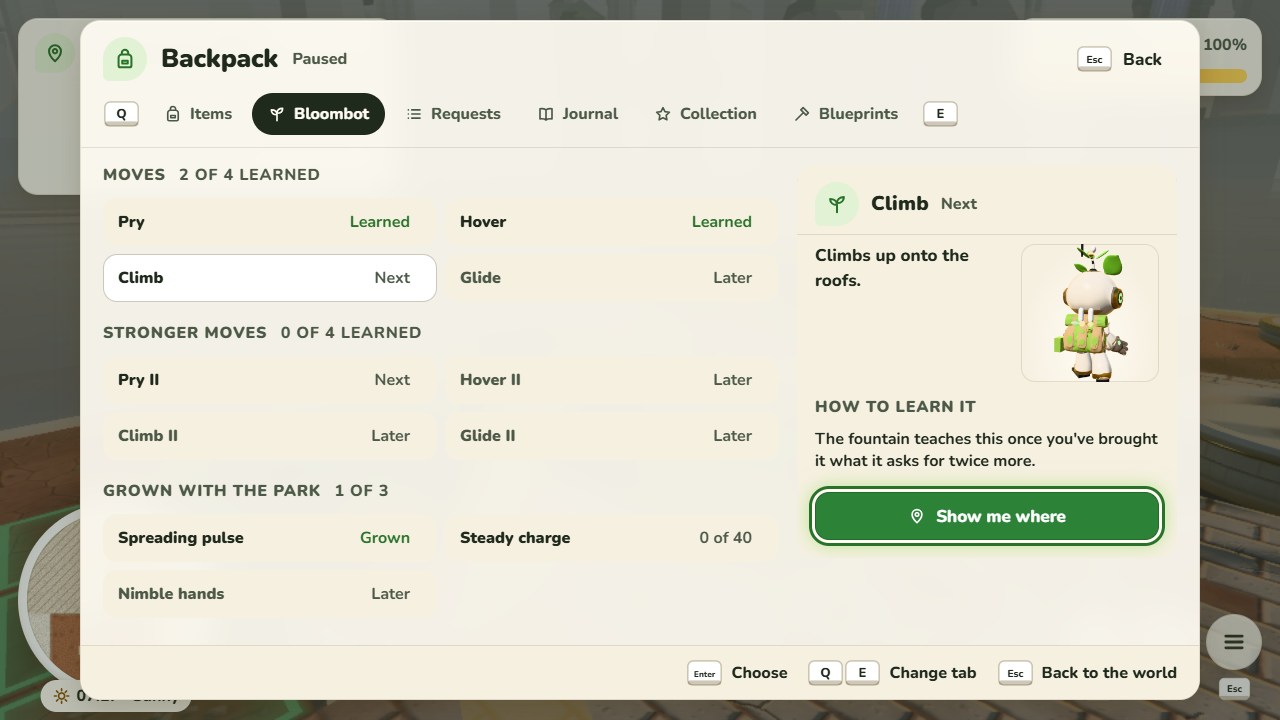 Backpack Paused
Esc Back
100%
Q Items Bloombot Requests Journal Collection Blueprints E
MOVES 2 OF 4 LEARNED
Pry Learned
Hover Learned
Climb Next
Glide Later
STRONGER MOVES 0 OF 4 LEARNED
Pry II Next
Hover II Later
Climb II Later
Glide II Later
GROWN WITH THE PARK 1 OF 3
Spreading pulse Grown
Steady charge 0 of 40
Nimble hands Later
Climb Next
Climbs up onto the
roofs.
HOW TO LEARN IT
The fountain teaches this once you've brought
it what it asks for twice more.
Show me where
Enter Choose Q E Change tab Esc Back to the world
Esc